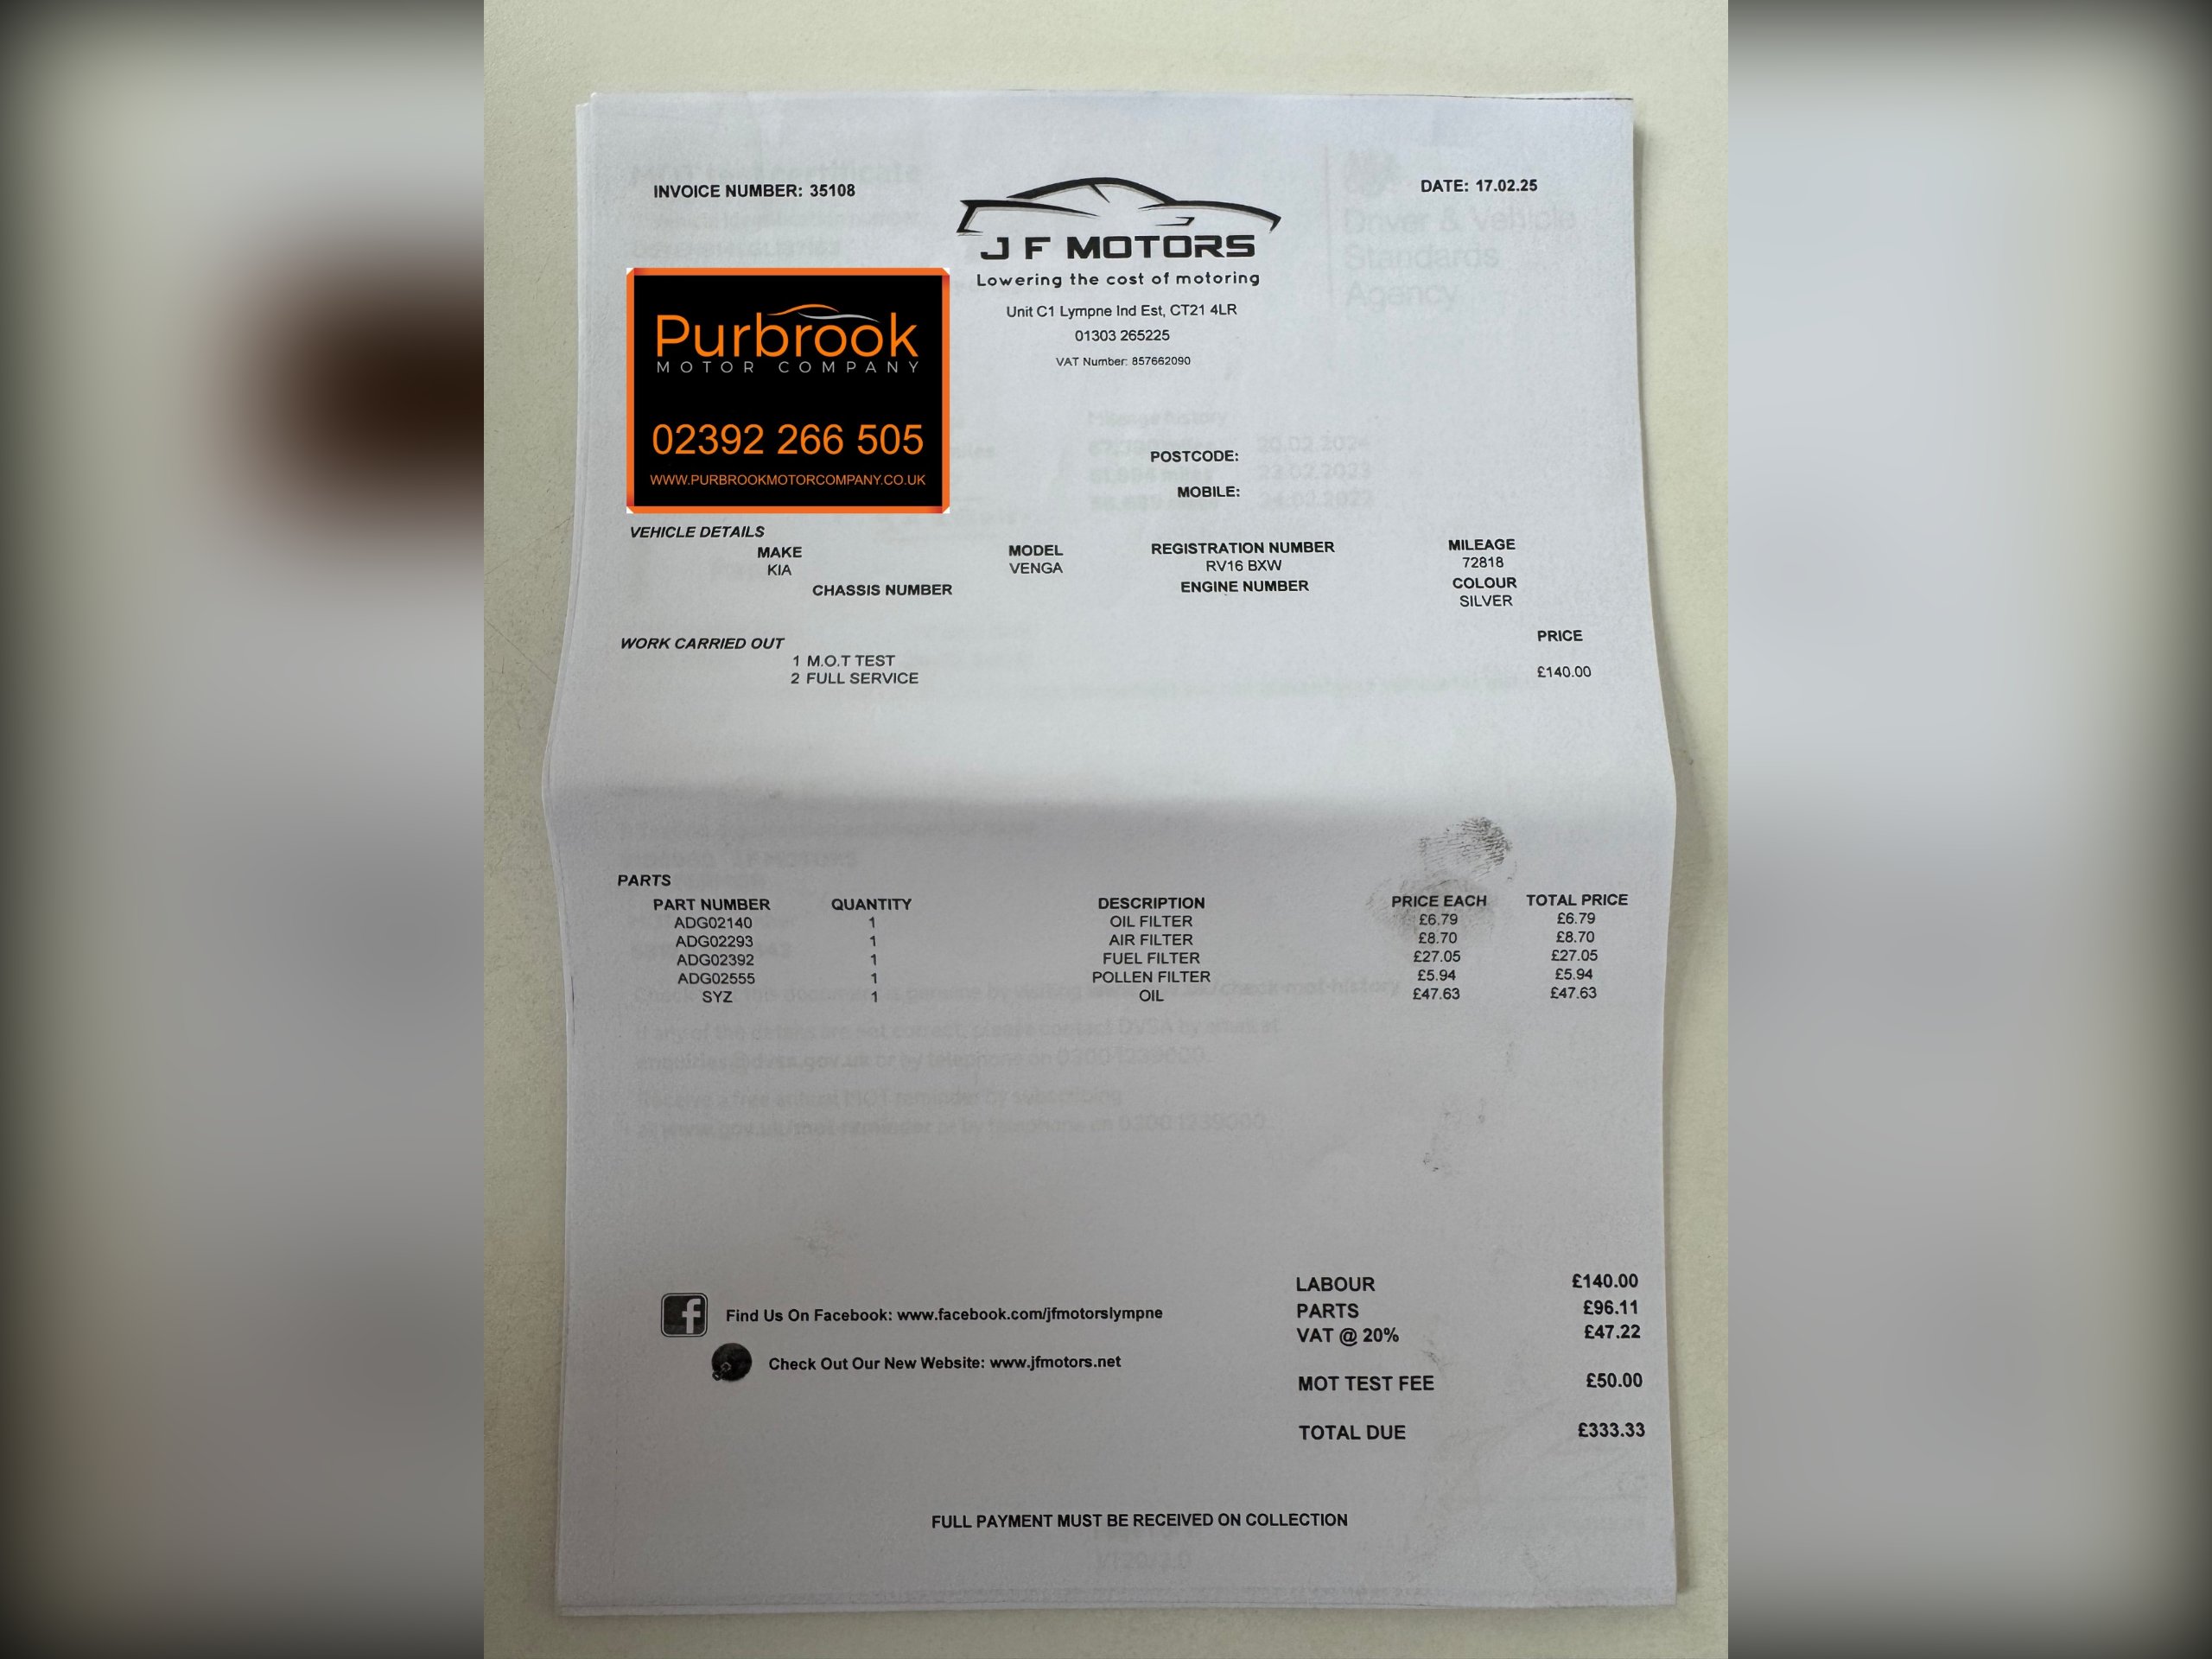 INVOICE NUMBER: 35108
DATE: 17.02.25
J F MOTORS
Lowering the cost of motoring
Unit C1 Lympne Ind Est, CT21 4LR
01303 265225
VAT Number: 857662090
Purbrook
MOTOR COMPANY
02392 266 505
WWW.PURBROOKMOTORCOMPANY.CO.UK
Driver & Vehicle
Standards
Agency
Mileage history
POSTCODE:
MOBILE:
VEHICLE DETAILS
MAKE MODEL REGISTRATION NUMBER MILEAGE
KIA VENGA RV16 BXW 72818
CHASSIS NUMBER ENGINE NUMBER COLOUR
SILVER
WORK CARRIED OUT PRICE
1 M.O.T TEST
2 FULL SERVICE £140.00
PARTS
PART NUMBER QUANTITY DESCRIPTION PRICE EACH TOTAL PRICE
ADG02140 1 OIL FILTER £6.79 £6.79
ADG02293 1 AIR FILTER £8.70 £8.70
ADG02392 1 FUEL FILTER £27.05 £27.05
ADG02555 1 POLLEN FILTER £5.94 £5.94
SYZ 1 OIL £47.63 £47.63
LABOUR £140.00
Find Us On Facebook: www.facebook.com/jfmotorslympne
PARTS £96.11
VAT @ 20% £47.22
Check Out Our New Website: www.jfmotors.net
MOT TEST FEE £50.00
TOTAL DUE £333.33
FULL PAYMENT MUST BE RECEIVED ON COLLECTION